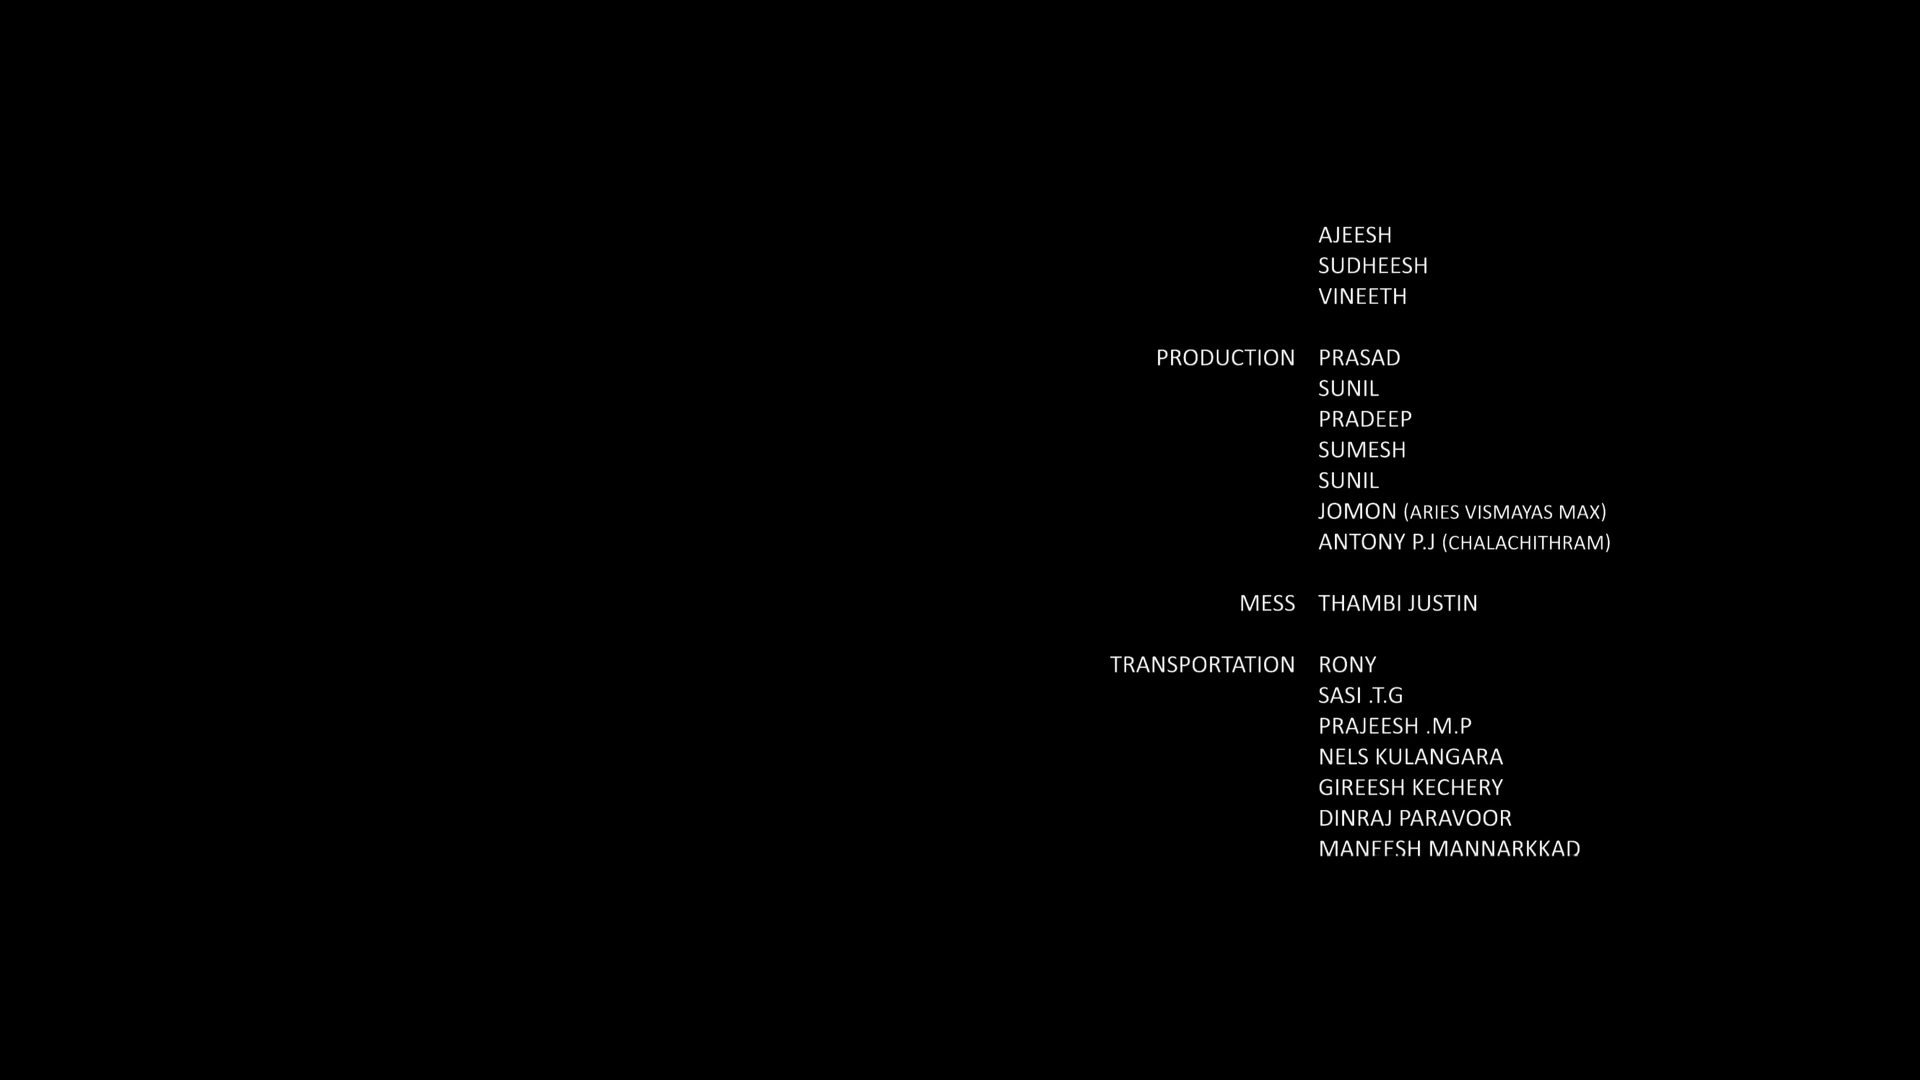 AJEESH
SUDHEESH
VINEETH
PRODUCTION PRASAD
SUNIL
PRADEEP
SUMESH
SUNIL
JOMON (ARIES VISMAYAS MAX)
ANTONY P.J (CHALACHITHRAM)
MESS THAMBI JUSTIN
TRANSPORTATION RONY
SASI .T.G
PRAJEESH .M.P
NELS KULANGARA
GIREESH KECHERY
DINRAJ PARAVOOR
MANEESH MANNARKKAD